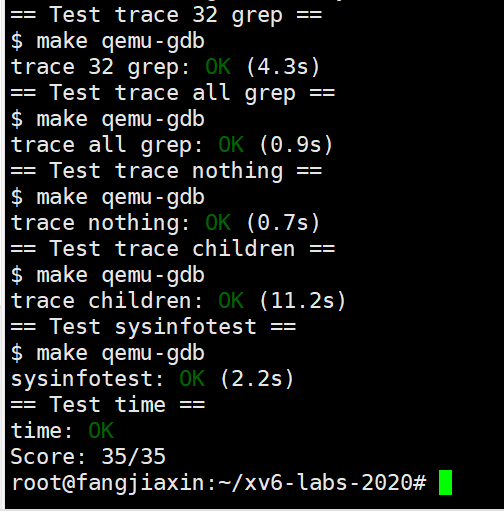 == Test trace 32 grep ==
$ make qemu-gdb
trace 32 grep: OK (4.3s)
== Test trace all grep ==
$ make qemu-gdb
trace all grep: OK (0.9s)
== Test trace nothing ==
$ make qemu-gdb
trace nothing: OK (0.7s)
== Test trace children ==
$ make qemu-gdb
trace children: OK (11.2s)
== Test sysinfotest ==
$ make qemu-gdb
sysinfotest: OK (2.2s)
== Test time ==
time: OK
Score: 35/35
root@fangjiaxin:~/xv6-labs-2020#